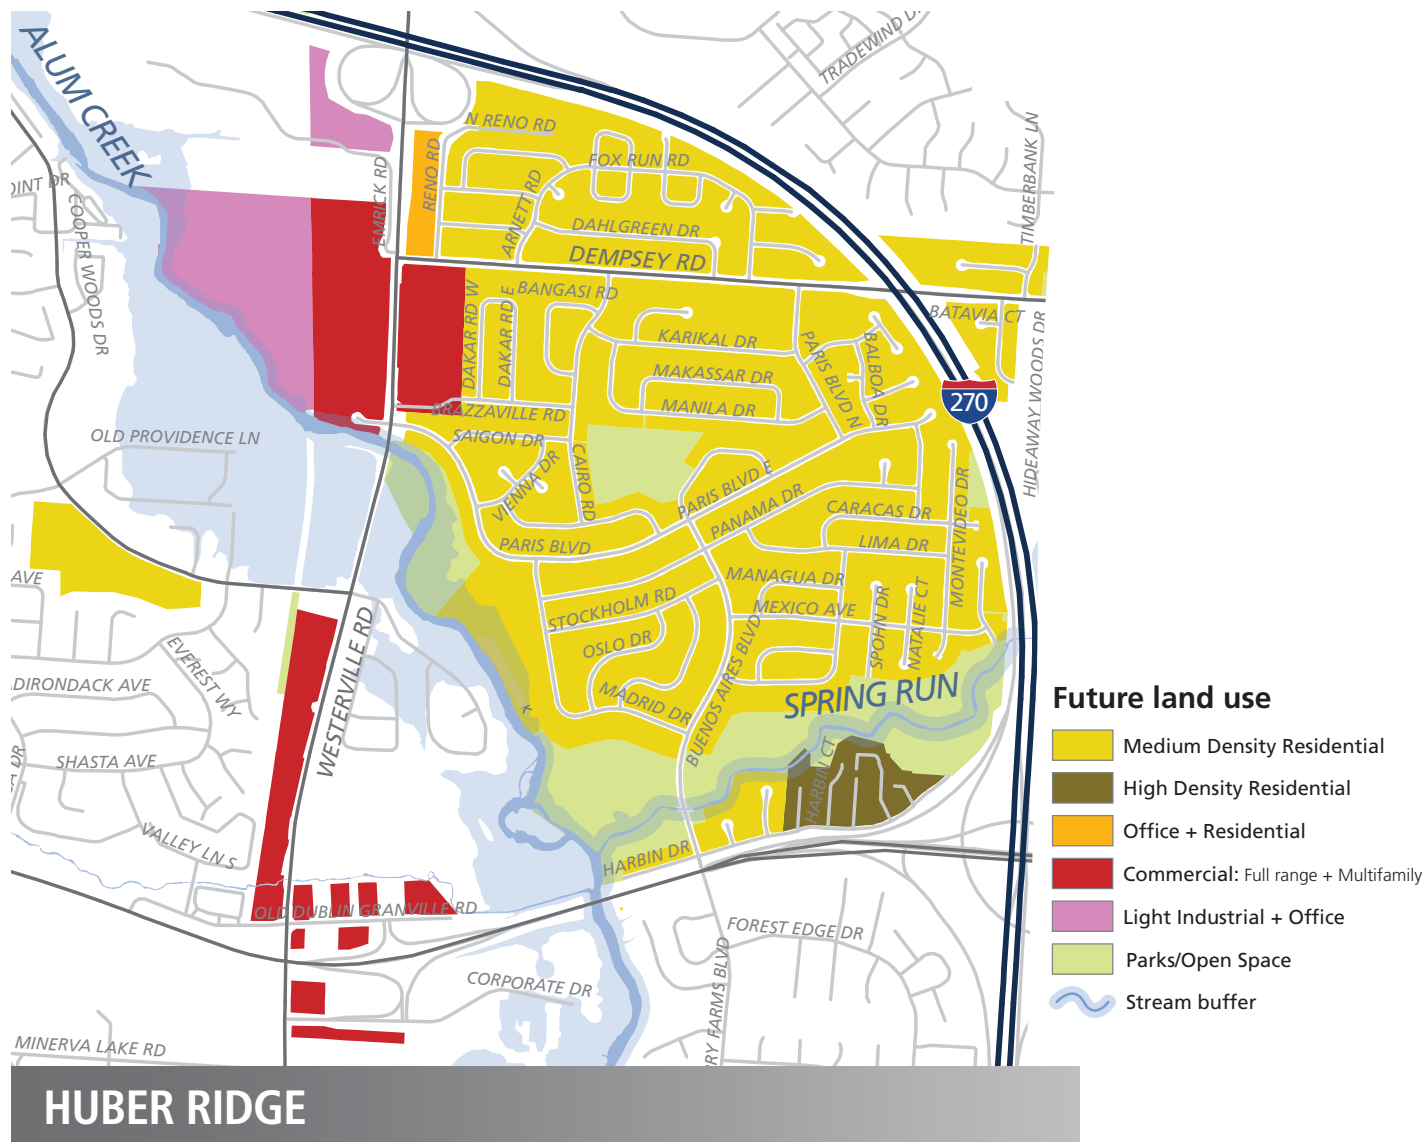 ALUM CREEK
TRADEWIND DR
N RENO RD
FOX RUN RD
RENO RD
ARNETT RD
EMRICK RD
DAHLGREEN DR
DEMPSEY RD
TIMBERBANK LN
OINT DR
COOPER WOODS DR
BANGASI RD
DAKAR RD W
DAKAR RD E
KARIKAL DR
MAKASSAR DR
MANILA DR
PARIS BLVD N
BALBOA DR
BATAVIA CT
HIDEAWAY WOODS DR
270
BRAZZAVILLE RD
SAIGON DR
VIENNA DR
CAIRO RD
OLD PROVIDENCE LN
PARIS BLVD E
PANAMA DR
CARACAS DR
LIMA DR
MONTEVIDEO DR
PARIS BLVD
MANAGUA DR
MEXICO AVE
SPOHN DR
NATALIE CT
STOCKHOLM RD
OSLO DR
MADRID DR
BUENOS AIRES BLVD
SPRING RUN
HARBIN CT
HARBIN DR
AVE
EVEREST WY
DIRONDACK AVE
SHASTA AVE
A DR
VALLEY LN S
WESTERVILLE RD
K
OLD DUBLIN GRANVILLE RD
CORPORATE DR
FOREST EDGE DR
RRY FARMS BLVD
MINERVA LAKE RD
Future land use
Medium Density Residential
High Density Residential
Office + Residential
Commercial: Full range + Multifamily
Light Industrial + Office
Parks/Open Space
Stream buffer
HUBER RIDGE